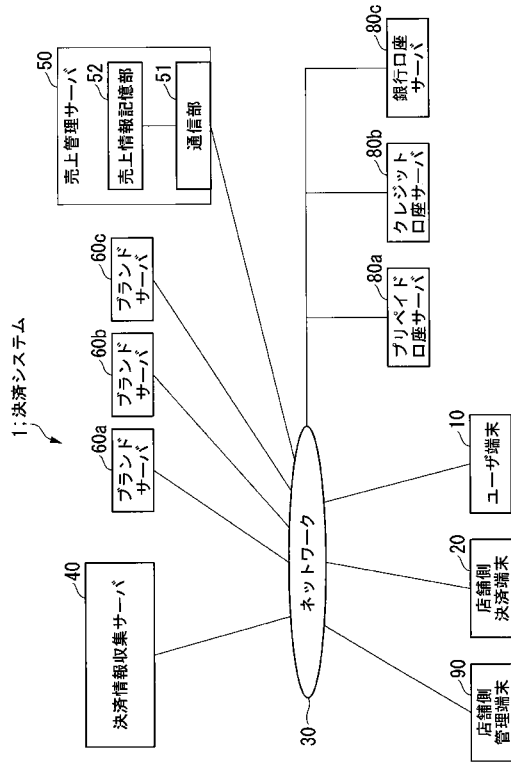 1;決済システム
40
決済情報収集サーバ
60a
ブランド
サーバ
60b
ブランド
サーバ
60c
ブランド
サーバ
50
売上管理サーバ
52
売上情報記憶部
51
通信部
ネットワーク
30
90
店舗側
管理端末
20
店舗側
決済端末
10
ユーザ端末
80a
プリペイド
口座サーバ
80b
クレジット
口座サーバ
80c
銀行口座
サーバ